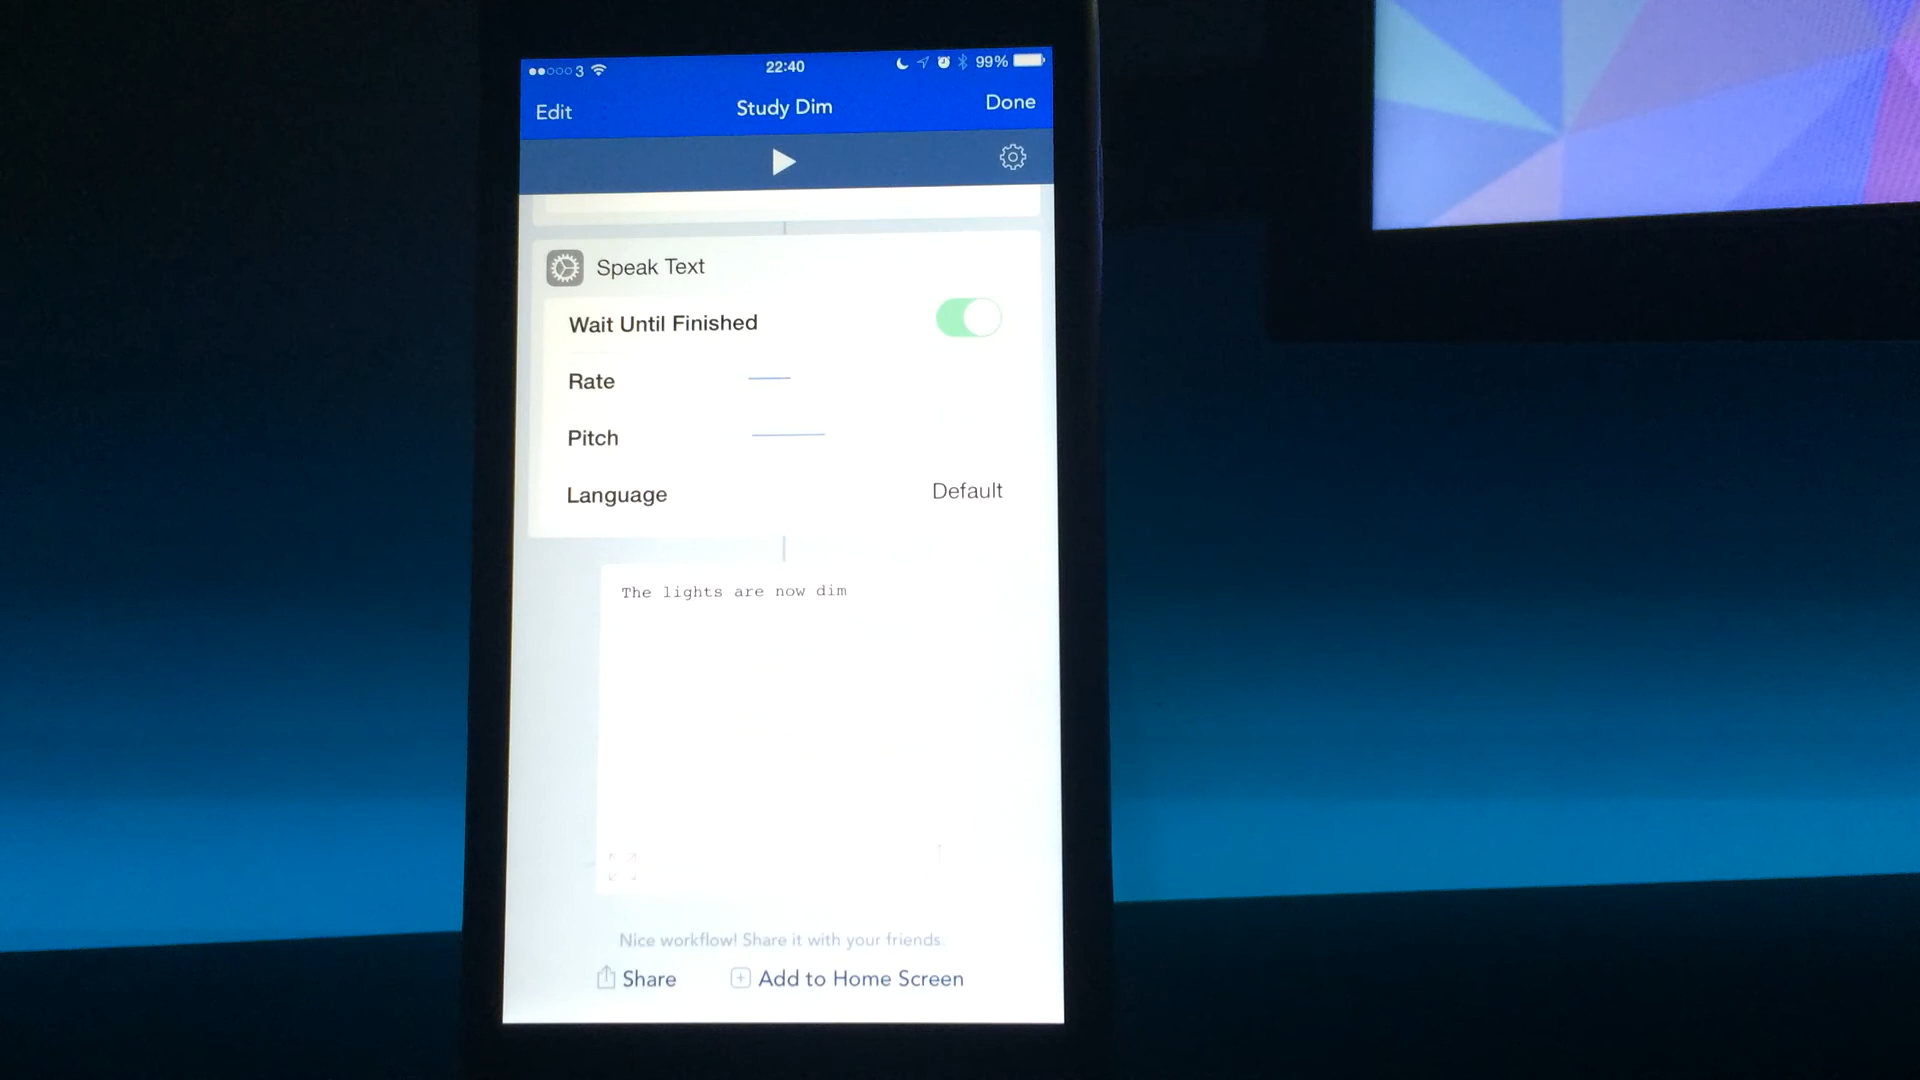 3 22:40 99%
Edit Study Dim Done
Speak Text
Wait Until Finished
Rate
Pitch
Language Default
The lights are now dim
Nice workflow! Share it with your friends.
Share Add to Home Screen